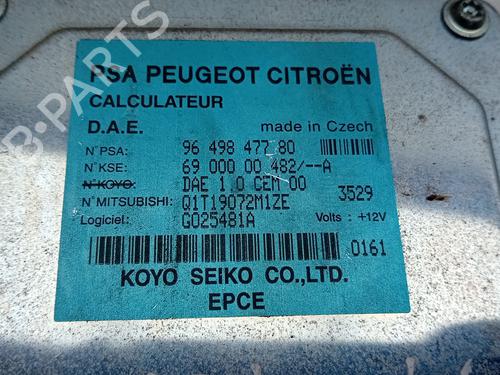 B-PARTS
PSA PEUGEOT CITROËN
CALCULATEUR
D.A.E. made in Czech
N°PSA: 96 498 477 80
N°KSE: 69 000 00 482/--A
N°KOYO: DAE 1.0 CEM 00
N°MITSUBISHI: Q1T19072M1ZE 3529
Logiciel: G025481A Volts : +12V
0161
KOYO SEIKO CO.,LTD.
EPCE